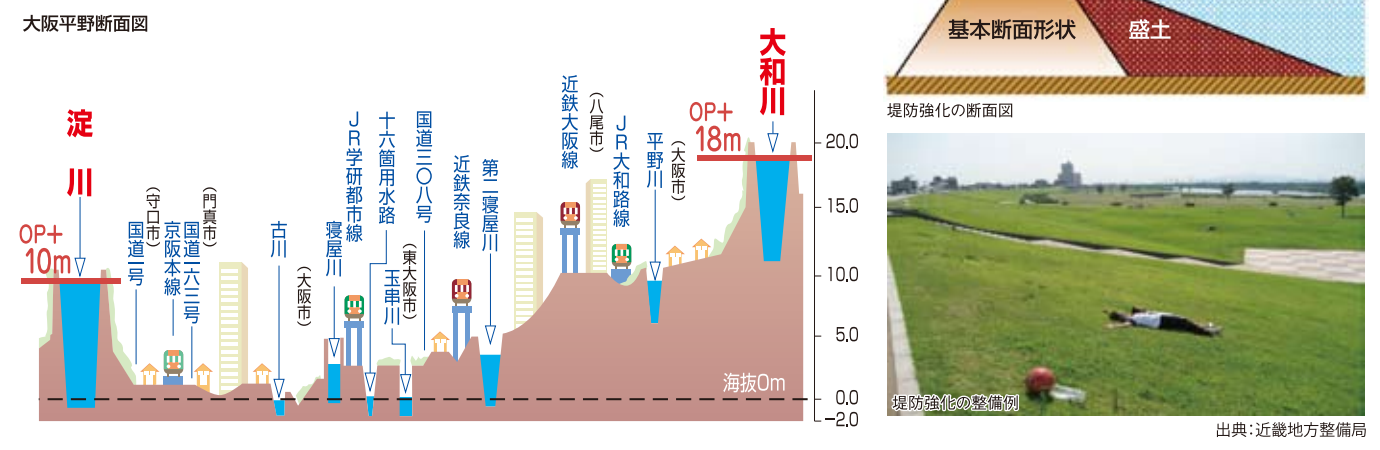 大阪平野断面図
淀川
OP+
10m
国道一号
(守口市)
京阪本線
国道一六三号
(門真市)
古川
(大阪市)
寝屋川
JR学研都市線
十六箇用水路
玉串川
(東大阪市)
国道三〇八号
近鉄奈良線
第二寝屋川
近鉄大阪線
(八尾市)
JR大和路線
平野川
(大阪市)
OP+
18m
大和川
20.0
15.0
10.0
5.0
0.0
-2.0
海抜0m
基本断面形状
盛土
堤防強化の断面図
堤防強化の整備例
出典:近畿地方整備局